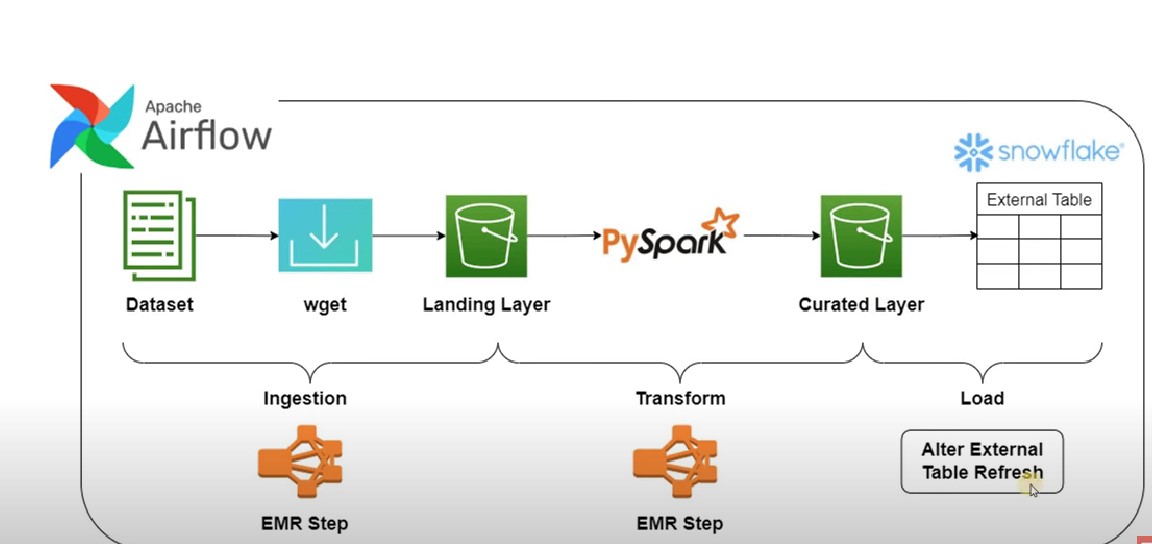 Apache
Airflow
snowflake®
External Table
PySpark
Dataset
wget
Landing Layer
Curated Layer
Ingestion
Transform
Load
Alter External
Table Refresh
EMR Step
EMR Step